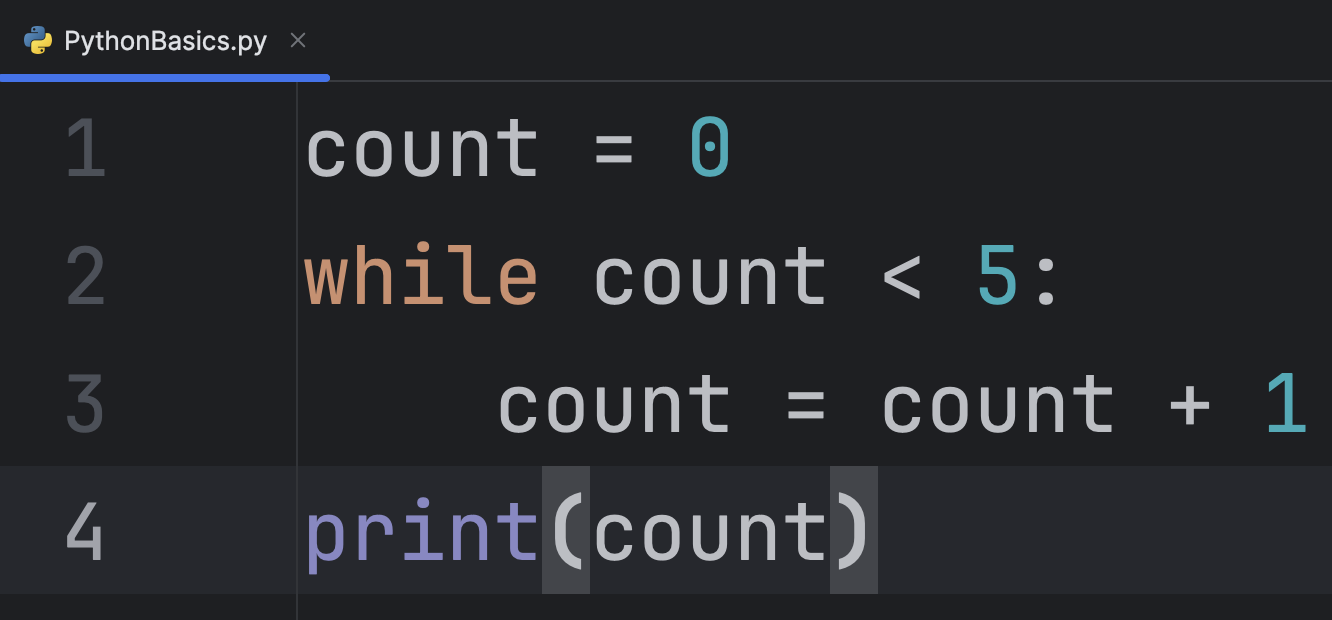 PythonBasics.py
1 count = 0
2 while count < 5:
3     count = count + 1
4 print(count)